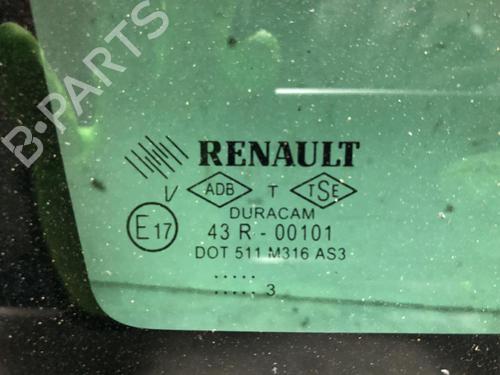 B-PARTS
RENAULT
V ADB T TSE
DURACAM
E17 43 R - 00101
DOT 511 M316 AS3
.....
..... 3